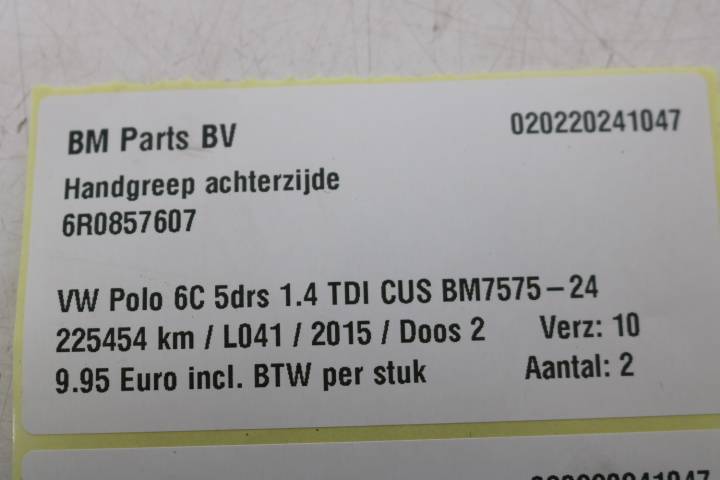 BM Parts BV 020220241047
Handgreep achterzijde
6R0857607
VW Polo 6C 5drs 1.4 TDI CUS BM7575-24
225454 km / L041 / 2015 / Doos 2 Verz: 10
9.95 Euro incl. BTW per stuk Aantal: 2